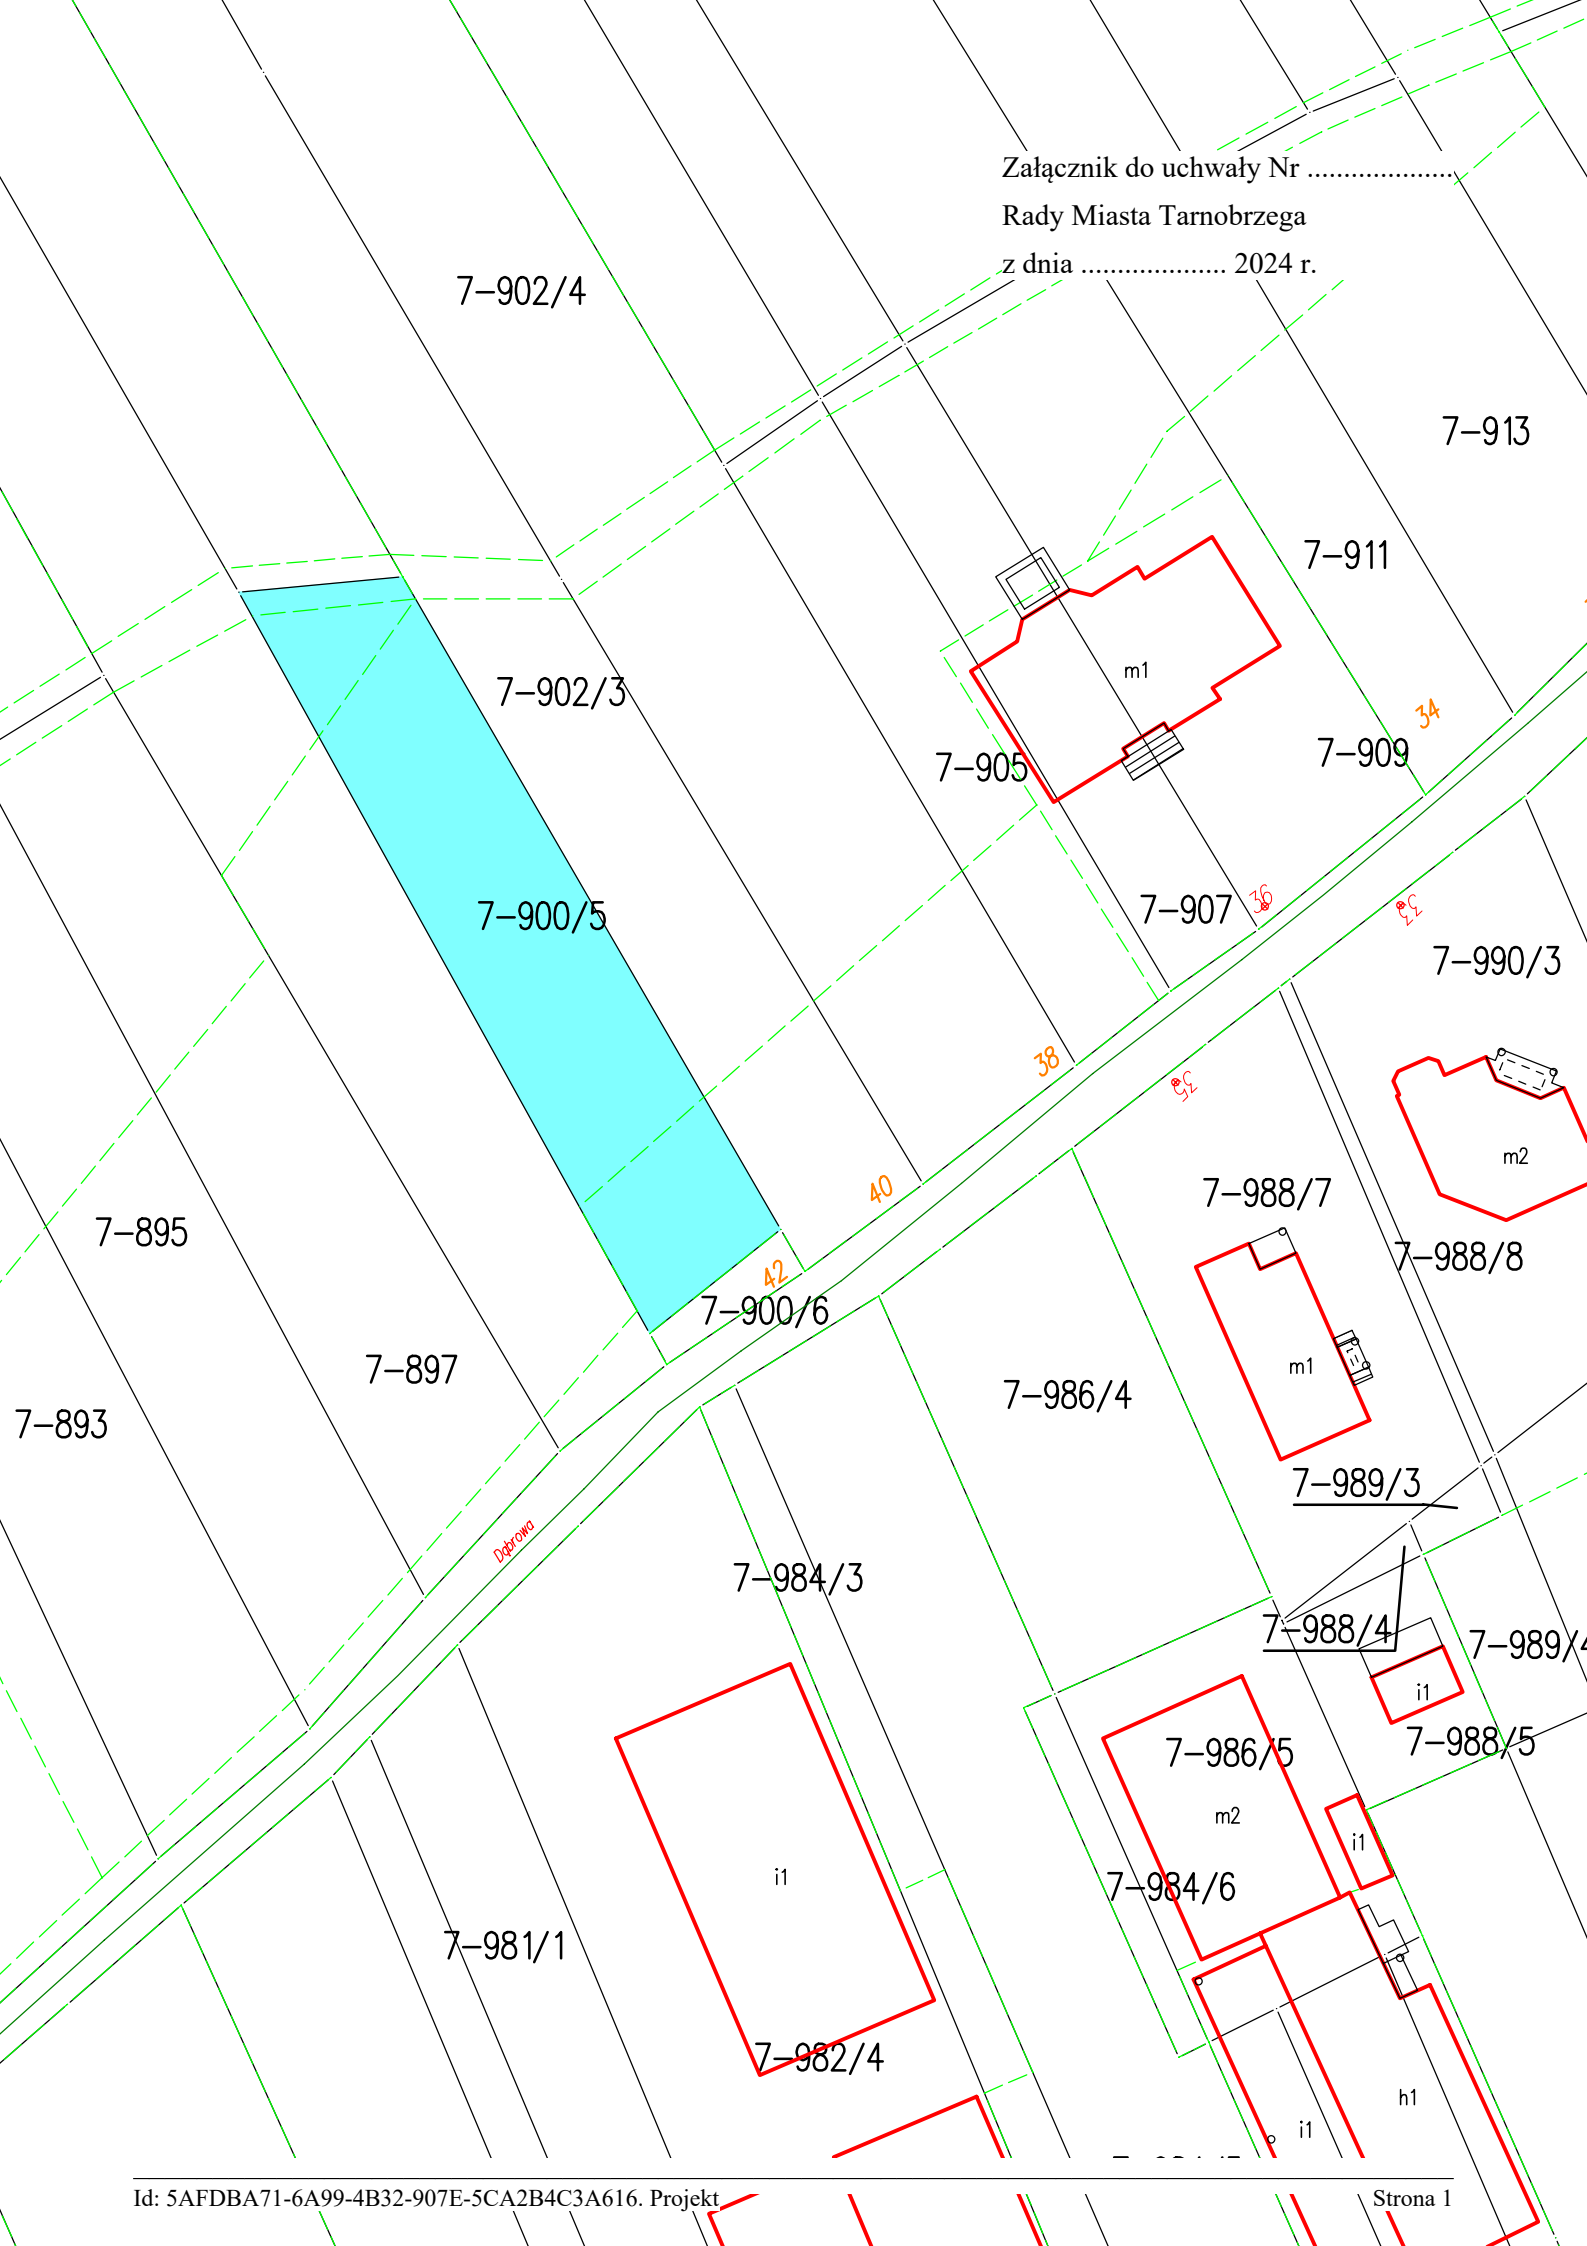 Załącznik do uchwały Nr ....................
Rady Miasta Tarnobrzega
z dnia .................... 2024 r.
7-902/4
7-913
7-911
m1
7-902/3
34
7-909
7-905
36
33
7-907
7-900/5
7-990/3
38
35
m2
40
7-988/7
7-895
7-988/8
42
7-900/6
m1
7-897
7-986/4
7-893
7-989/3
Dąbrowa
7-984/3
7-988/4
7-989/4
i1
7-988/5
7-986/5
m2
i1
i1
7-984/6
7-981/1
7-982/4
h1
i1
Id: 5AFDBA71-6A99-4B32-907E-5CA2B4C3A616. Projekt
Strona 1